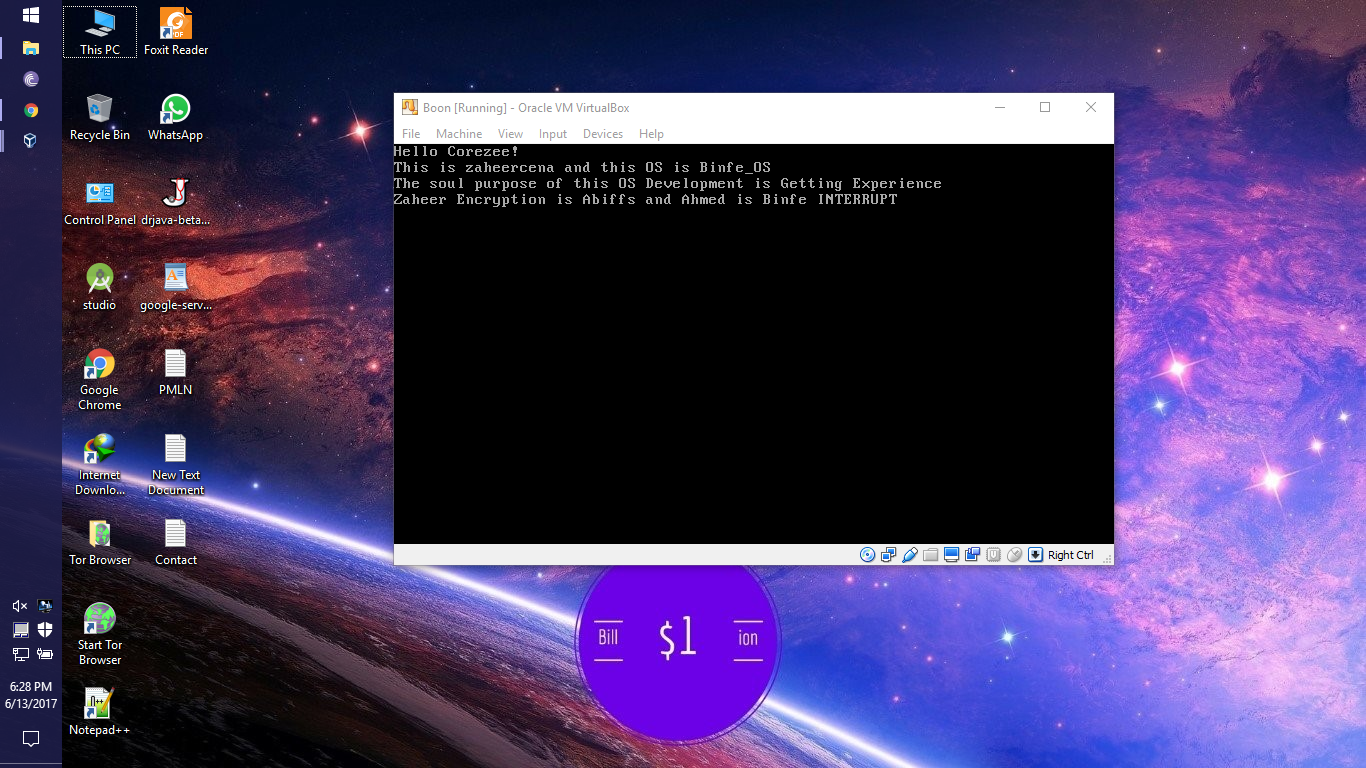 This PC
Foxit Reader
Recycle Bin
WhatsApp
Control Panel
drjava-beta...
studio
google-serv...
Google
Chrome
PMLN
Internet
Downlo...
New Text
Document
Tor Browser
Contact
Start Tor
Browser
Notepad++
6:28 PM
6/13/2017
Boon [Running] - Oracle VM VirtualBox
File Machine View Input Devices Help
Hello Corezee!
This is zaheercena and this OS is Binfe_OS
The soul purpose of this OS Development is Getting Experience
Zaheer Encryption is Abiffs and Ahmed is Binfe INTERRUPT
Right Ctrl
Bill $1 ion